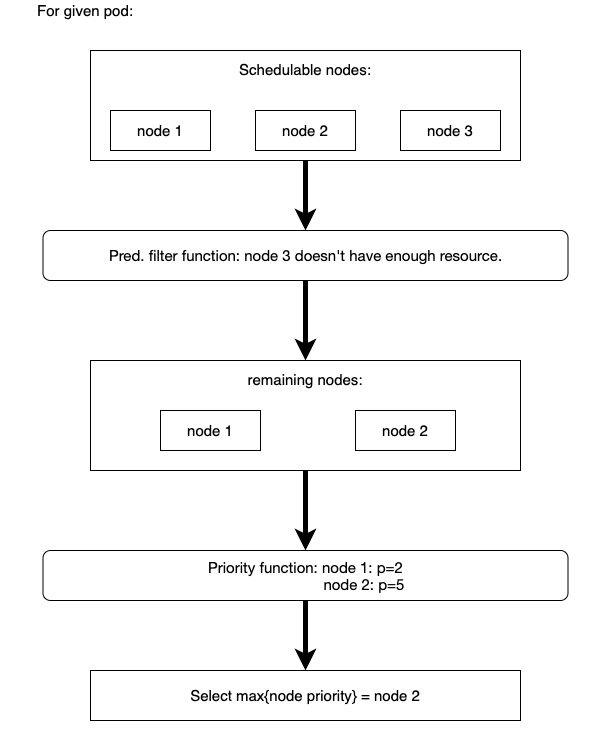 For given pod:
Schedulable nodes:
node 1
node 2
node 3
Pred. filter function: node 3 doesn't have enough resource.
remaining nodes:
node 1
node 2
Priority function: node 1: p=2
node 2: p=5
Select max{node priority} = node 2